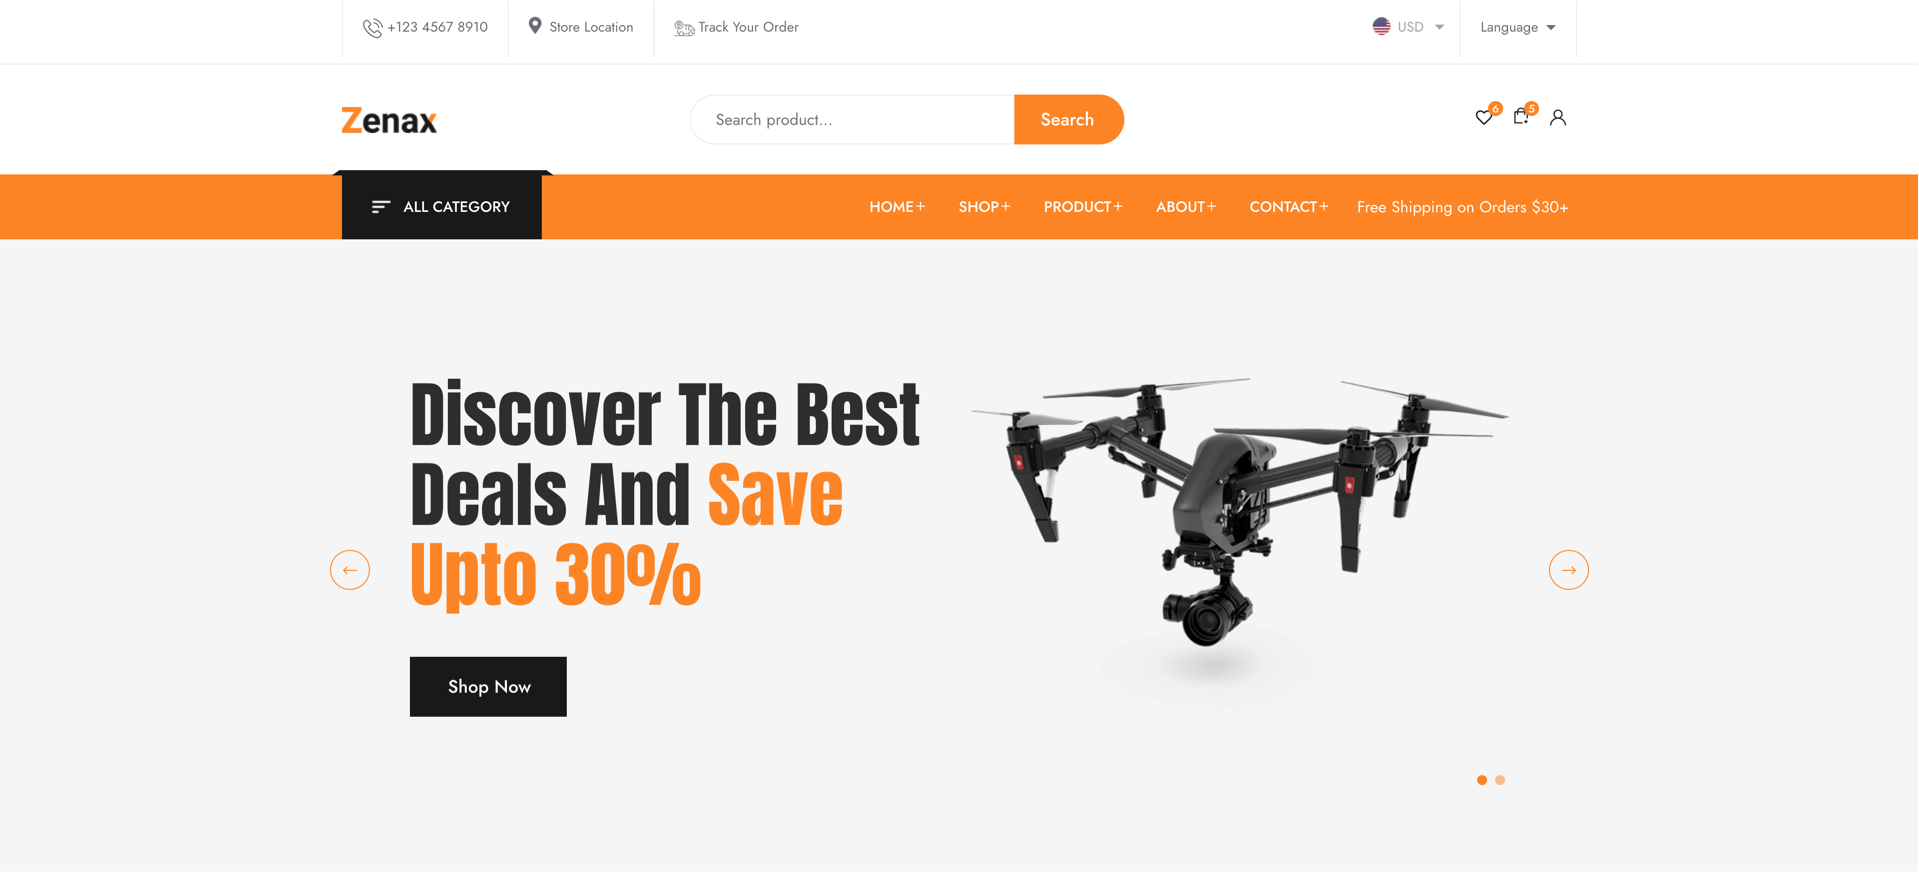 +123 4567 8910
Store Location
Track Your Order
USD
Language
Zenax
Search product...
Search
6
5
ALL CATEGORY
HOME+
SHOP+
PRODUCT+
ABOUT+
CONTACT+
Free Shipping on Orders $30+
Discover The Best
Deals And Save
Upto 30%
Shop Now